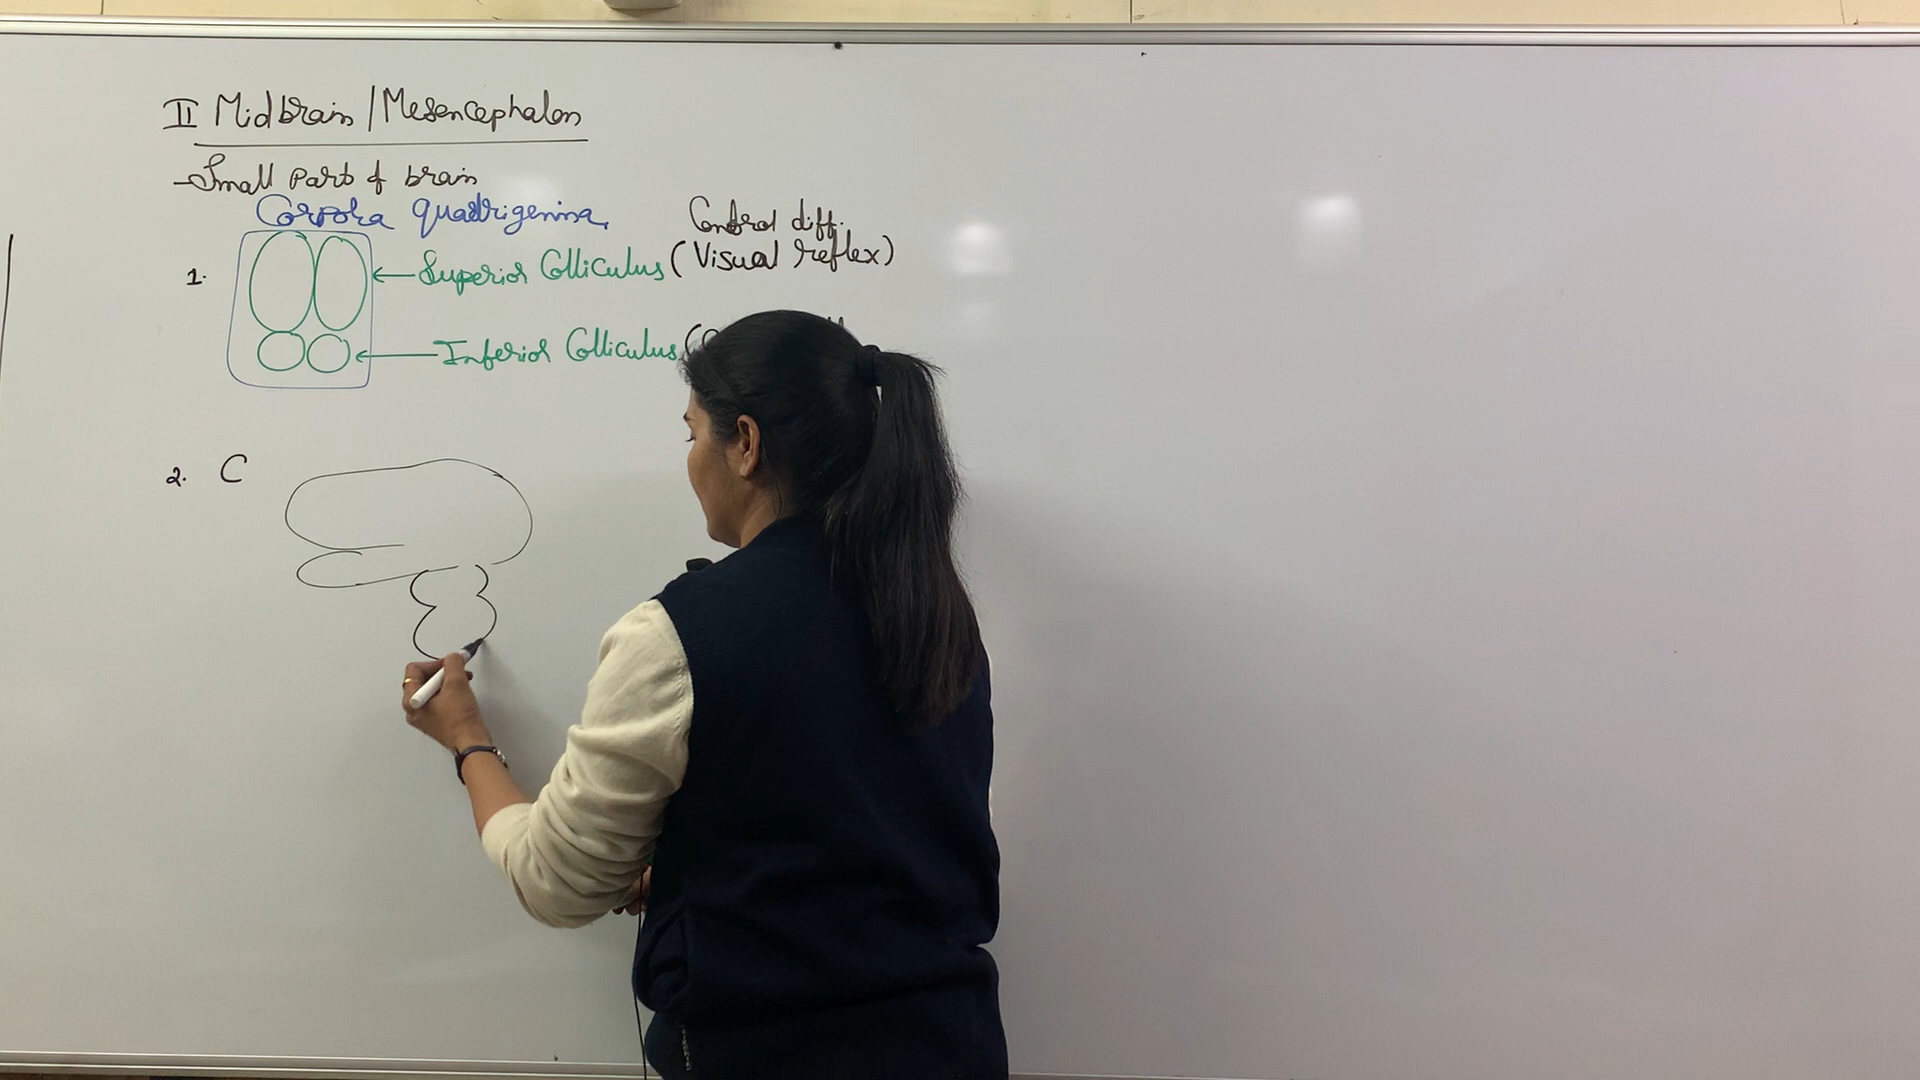 II Midbrain/Mesencephalon
-Small part of brain
Corpora quadrigemina
Control diff.
1. ← Superior Colliculus (Visual reflex)
← Inferior Colliculus (
2. C